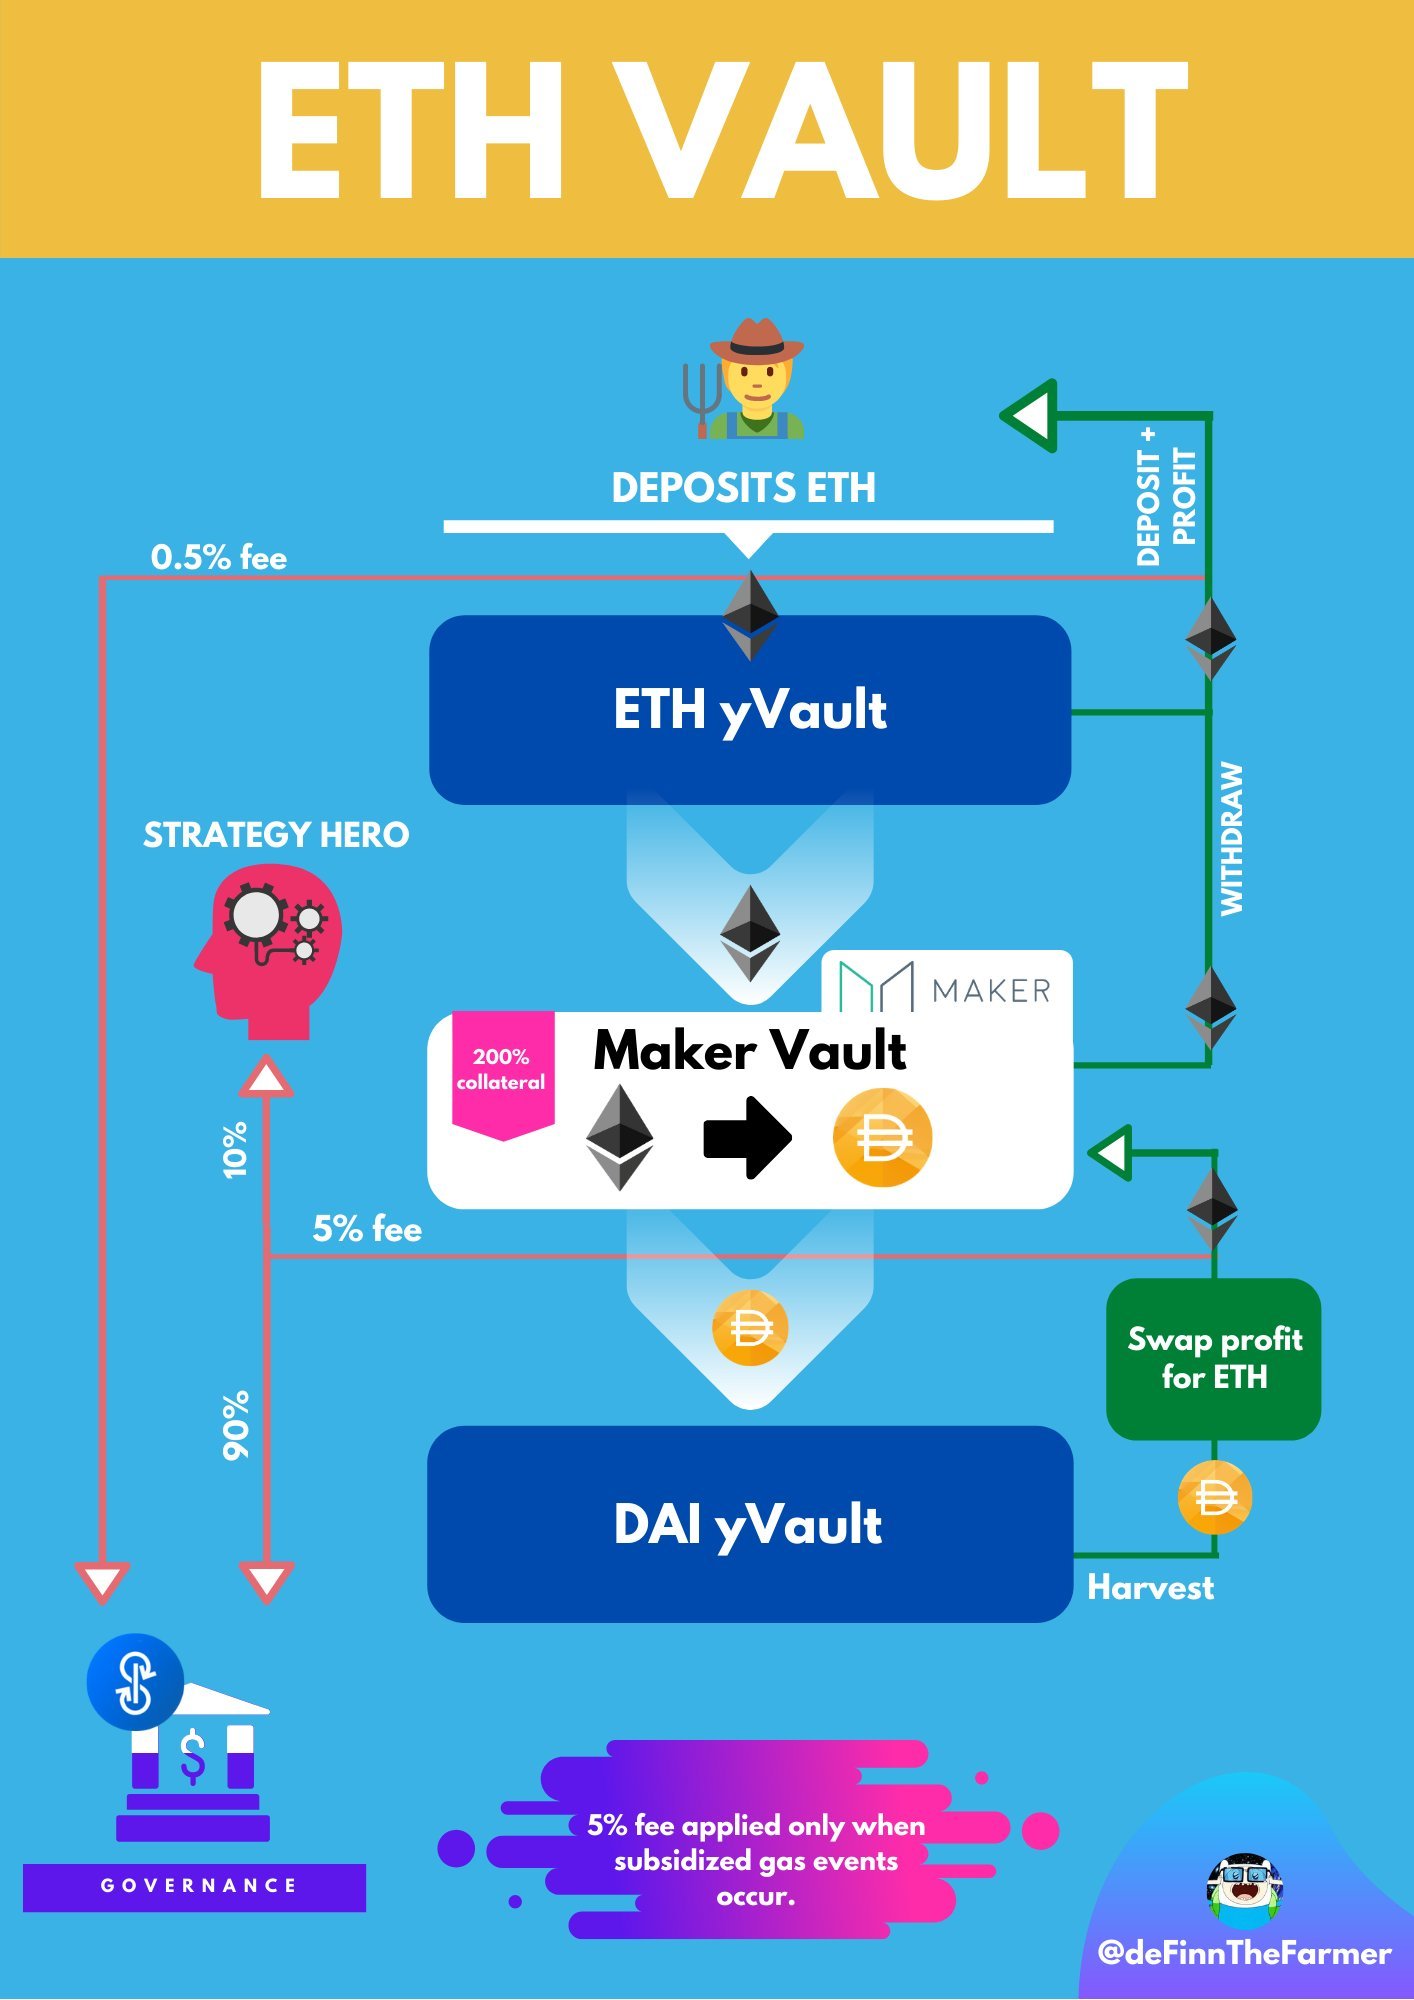 ETH VAULT
DEPOSITS ETH
DEPOSIT +
PROFIT
0.5% fee
ETH yVault
WITHDRAW
STRATEGY HERO
MAKER
200%
collateral
Maker Vault
10%
5% fee
Swap profit
for ETH
90%
DAI yVault
Harvest
$
GOVERNANCE
5% fee applied only when
subsidized gas events
occur.
@deFinnTheFarmer